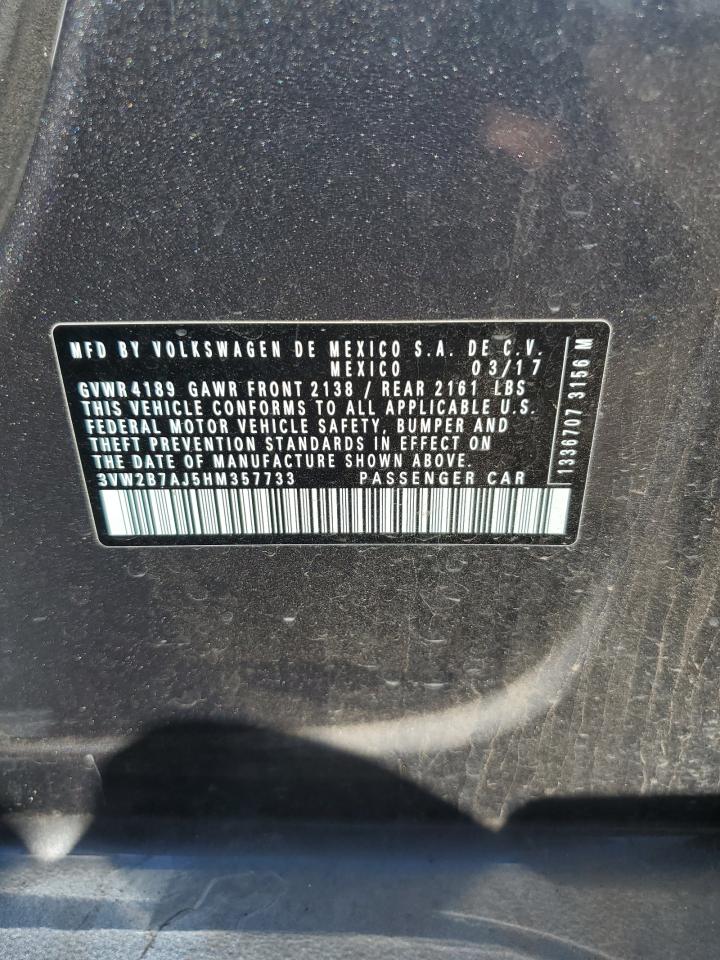 MFD BY VOLKSWAGEN DE MEXICO S.A. DE C.V.
MEXICO 03/17
GVWR 4189 GAWR FRONT 2138 / REAR 2161 LBS
THIS VEHICLE CONFORMS TO ALL APPLICABLE U.S.
FEDERAL MOTOR VEHICLE SAFETY, BUMPER AND
THEFT PREVENTION STANDARDS IN EFFECT ON
THE DATE OF MANUFACTURE SHOWN ABOVE.
3VW2B7AJ5HM357733 PASSENGER CAR
1336707 3156 M